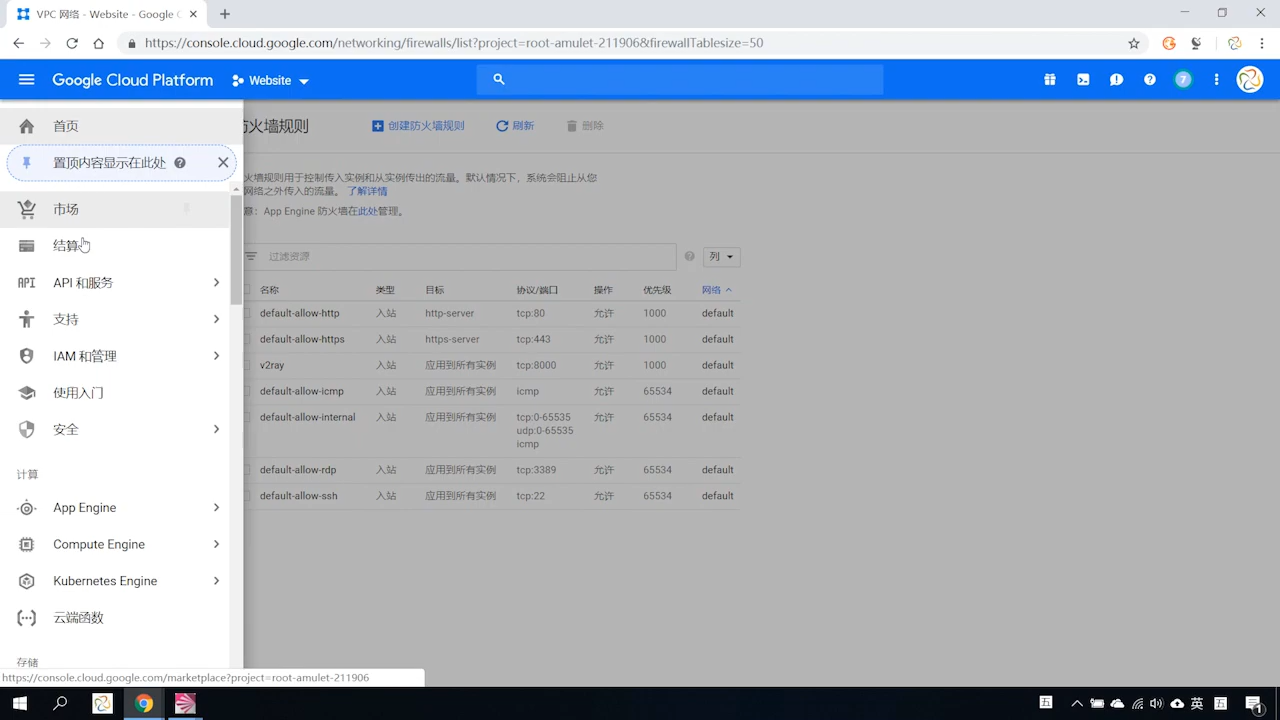 VPC 网络 - Website - Google C
https://console.cloud.google.com/networking/firewalls/list?project=root-amulet-211906&firewallTablesize=50
Google Cloud Platform
Website
7
首页
置顶内容显示在此处
市场
结算
API API 和服务
支持
IAM 和管理
使用入门
安全
计算
App Engine
Compute Engine
Kubernetes Engine
云端函数
存储
https://console.cloud.google.com/marketplace?project=root-amulet-211906
防火墙规则
创建防火墙规则
刷新
删除
火墙规则用于控制传入实例和从实例传出的流量。默认情况下，系统会阻止从您
网络之外传入的流量。 了解详情
意：App Engine 防火墙在此处管理。
过滤资源
列
名称 类型 目标 协议/端口 操作 优先级 网络
default-allow-http 入站 http-server tcp:80 允许 1000 default
default-allow-https 入站 https-server tcp:443 允许 1000 default
v2ray 入站 应用到所有实例 tcp:8000 允许 1000 default
default-allow-icmp 入站 应用到所有实例 icmp 允许 65534 default
default-allow-internal 入站 应用到所有实例 tcp:0-65535 允许 65534 default
udp:0-65535
icmp
default-allow-rdp 入站 应用到所有实例 tcp:3389 允许 65534 default
default-allow-ssh 入站 应用到所有实例 tcp:22 允许 65534 default
五
英
五
1